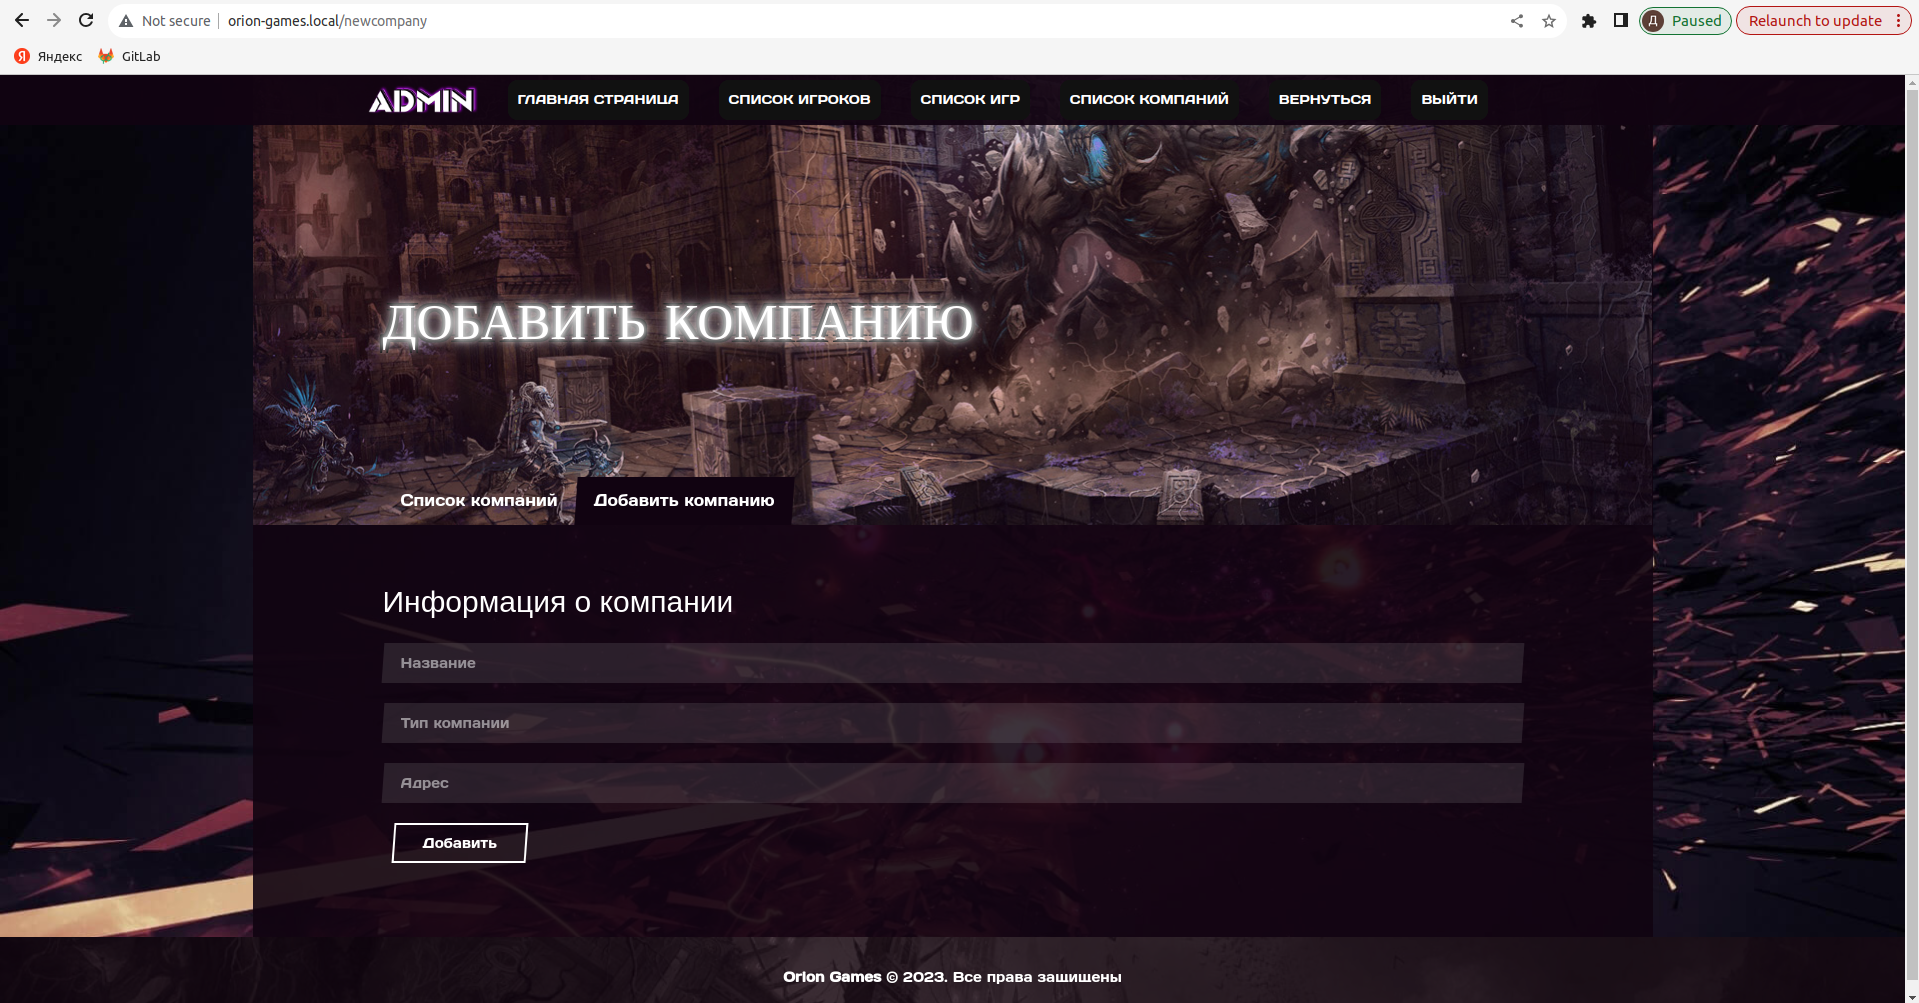 Not secure | orion-games.local/newcompany Д Paused Relaunch to update
Я Яндекс GitLab
ADMIN ГЛАВНАЯ СТРАНИЦА СПИСОК ИГРОКОВ СПИСОК ИГР СПИСОК КОМПАНИЙ ВЕРНУТЬСЯ ВЫЙТИ
ДОБАВИТЬ КОМПАНИЮ
Список компаний Добавить компанию
Информация о компании
Название
Тип компании
Адрес
Добавить
Orion Games © 2023. Все права защищены